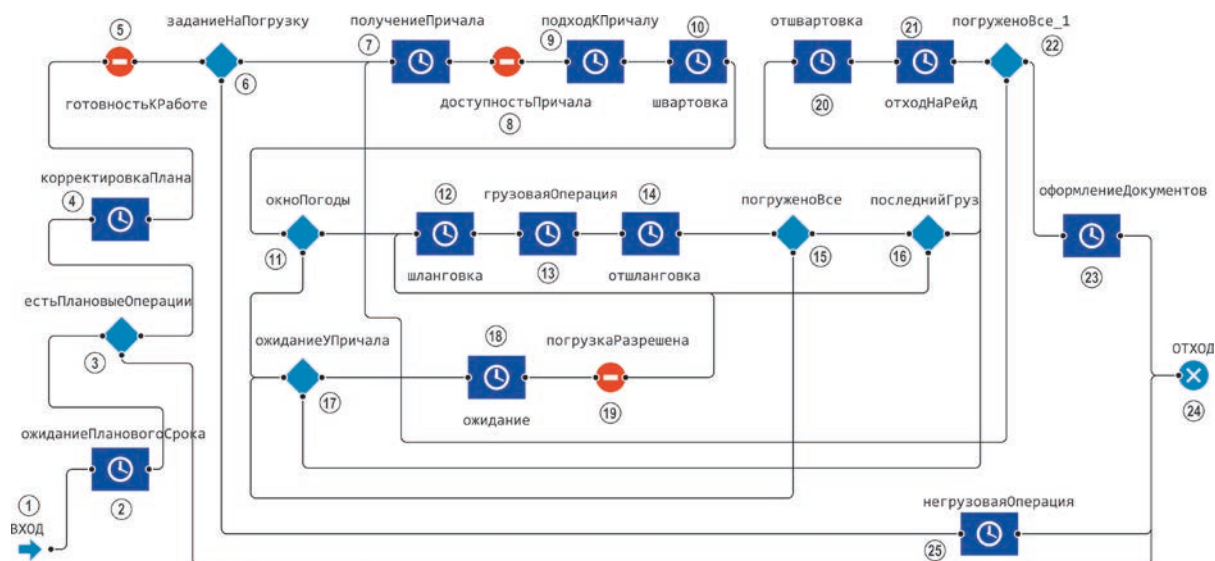 заданиеНаПогрузку
получениеПричала
подходКПричалу
отшвартовка
погруженоВсе_1
5
6
7
8
9
10
20
21
22
готовностьКРаботе
доступностьПричала
швартовка
отходНаРейд
корректировкаПлана
4
окноПогоды
12
грузоваяОперация
14
погруженоВсе
последнийГруз
оформлениеДокументов
11
шланговка
13
отшланговка
15
16
23
естьПлановыеОперации
3
ожиданиеУПричала
18
погрузкаРазрешена
ОТХОД
17
ожидание
19
24
ожиданиеПлановогоСрока
2
1
ВХОД
негрузоваяОперация
25